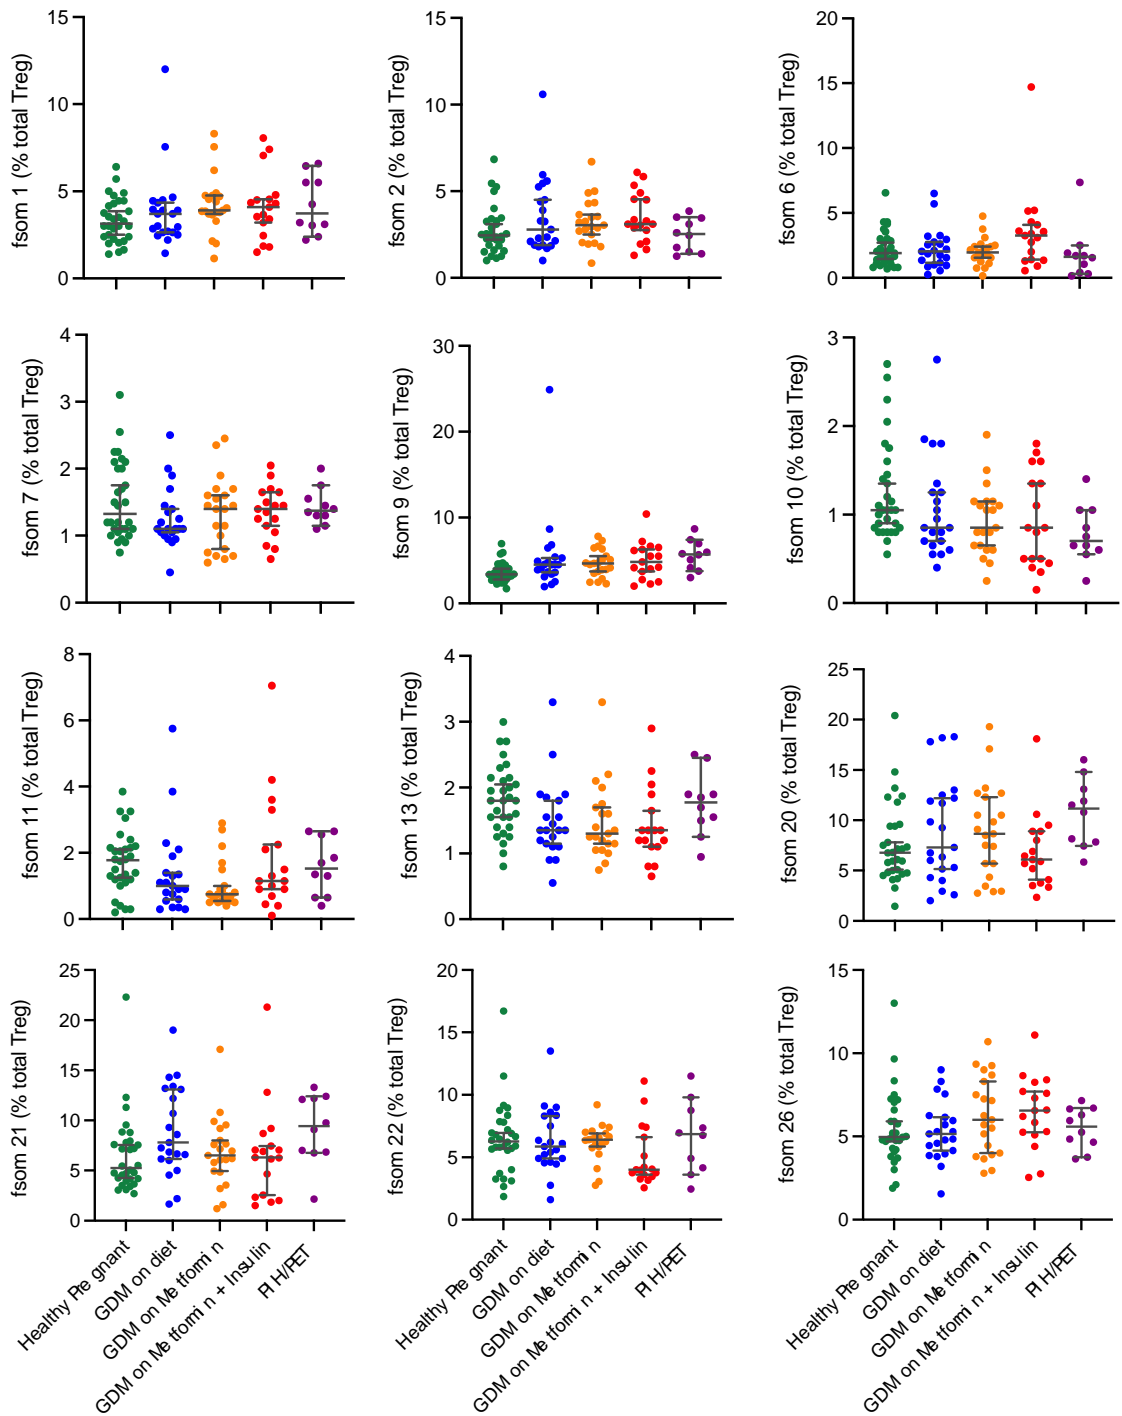 fsom 1 (% total Treg)
15
10
5
0
fsom 2 (% total Treg)
15
10
5
0
fsom 6 (% total Treg)
20
15
10
5
0
fsom 7 (% total Treg)
4
3
2
1
0
fsom 9 (% total Treg)
30
20
10
0
fsom 10 (% total Treg)
3
2
1
0
fsom 11 (% total Treg)
8
6
4
2
0
fsom 13 (% total Treg)
4
3
2
1
0
fsom 20 (% total Treg)
25
20
15
10
5
0
fsom 21 (% total Treg)
25
20
15
10
5
0
fsom 22 (% total Treg)
20
15
10
5
0
fsom 26 (% total Treg)
15
10
5
0
Healthy Pregnant
GDM on diet
GDM on Metformin
GDM on Metformin + Insulin
PIH/PET
Healthy Pregnant
GDM on diet
GDM on Metformin
GDM on Metformin + Insulin
PIH/PET
Healthy Pregnant
GDM on diet
GDM on Metformin
GDM on Metformin + Insulin
PIH/PET